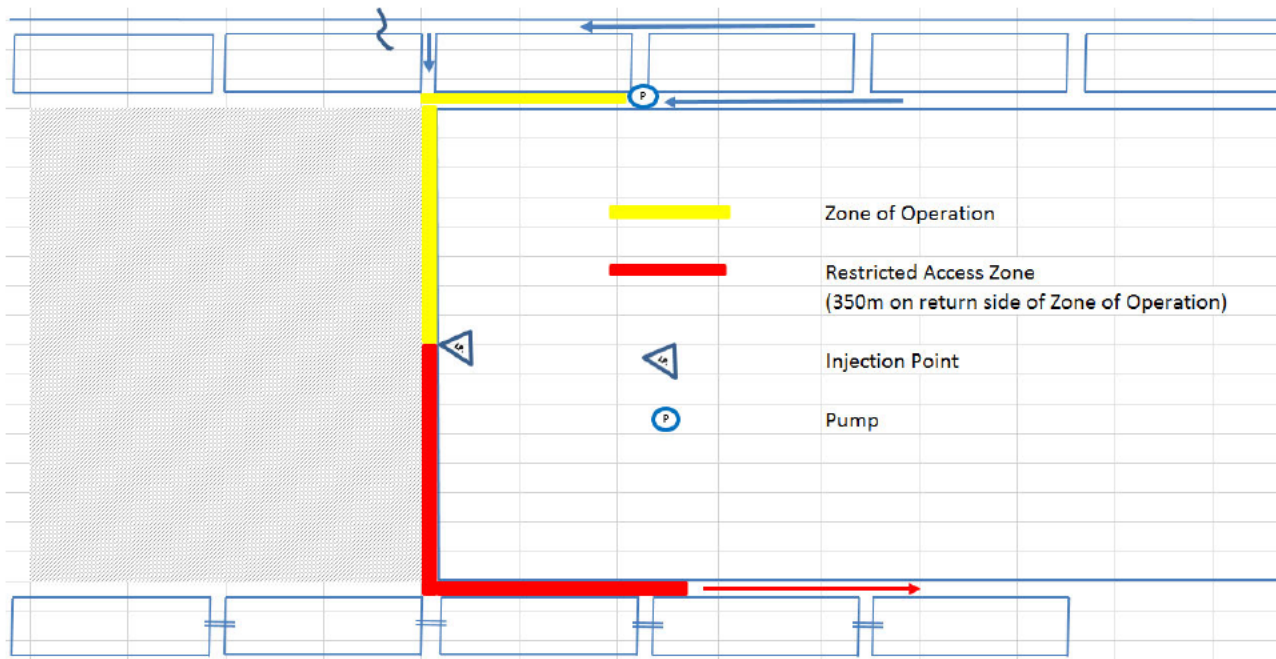 P
Zone of Operation
Restricted Access Zone
(350m on return side of Zone of Operation)
Injection Point
P
Pump